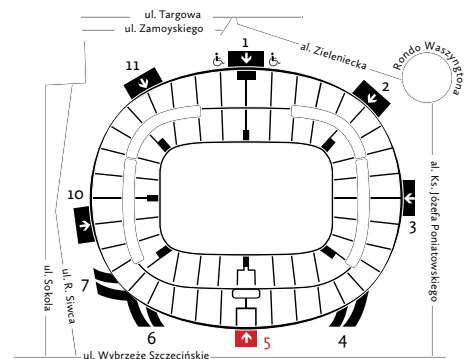 ul. Targowa
ul. Zamoyskiego
al. Zieleniecka
Rondo Waszyngtona
1
11
2
10
3
al. Ks. Józefa Poniatowskiego
7
ul. Sokola
ul. R. Siwca
6
5
4
ul. Wybrzeże Szczecińskie